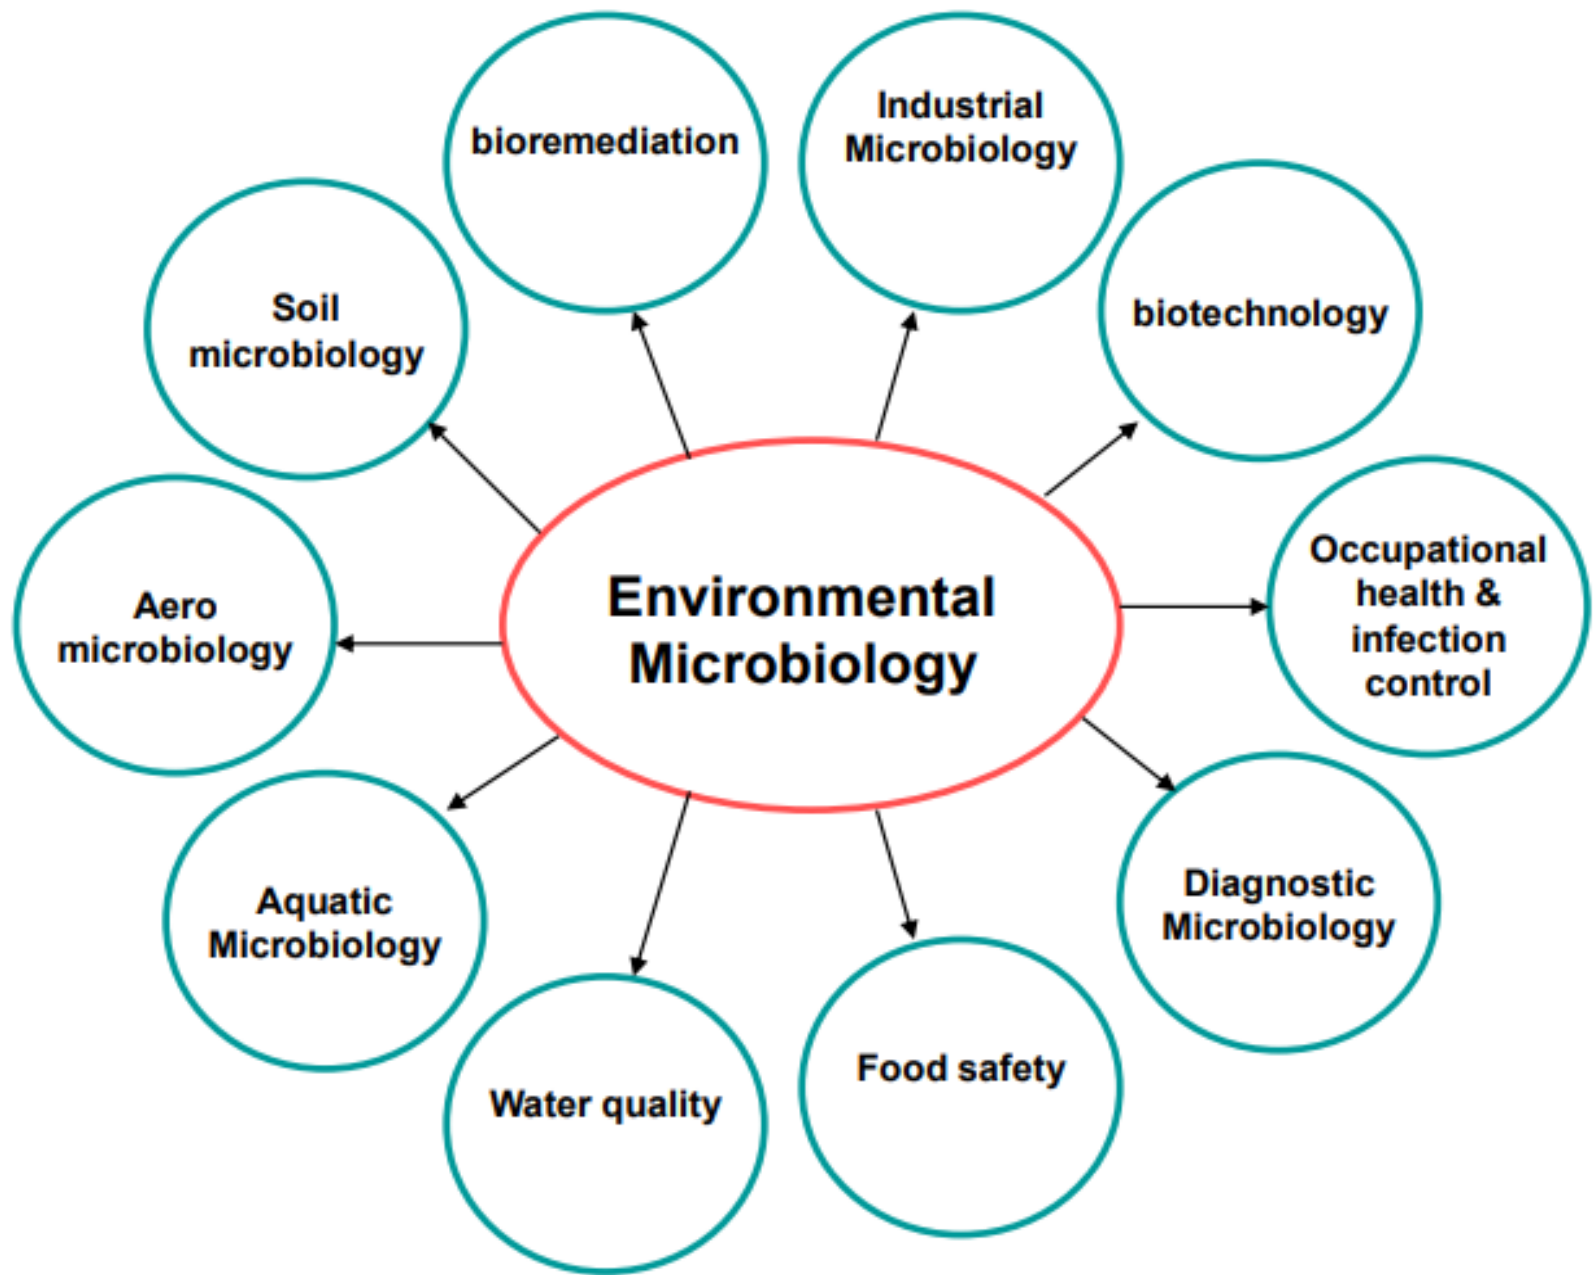 bioremediation
Industrial
Microbiology
Soil
microbiology
biotechnology
Aero
microbiology
Environmental
Microbiology
Occupational
health &
infection
control
Aquatic
Microbiology
Diagnostic
Microbiology
Water quality
Food safety